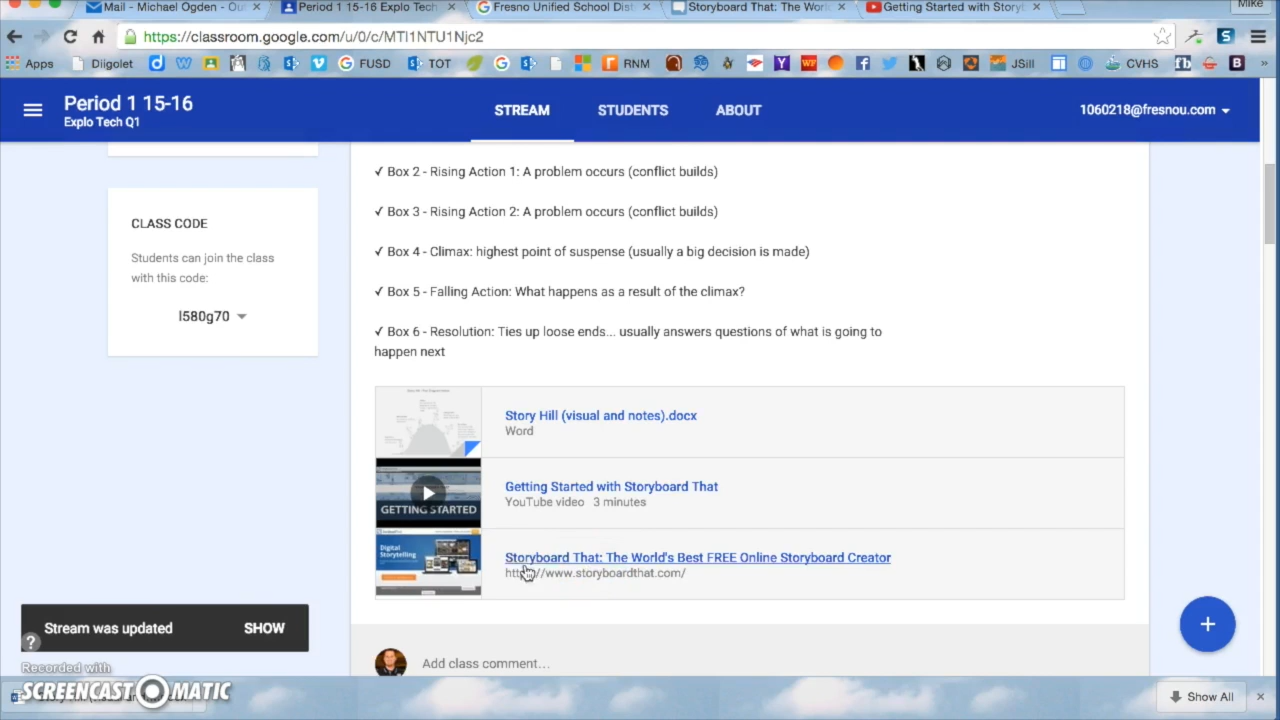 Mail - Michael Ogden - Ou
Period 1 15-16 Explo Tech
Fresno Unified School Dist
Storyboard That: The Worl
Getting Started with Storyb
Mike
https://classroom.google.com/u/0/c/MTI1NTU1Njc2
Apps
Diigolet
FUSD
TOT
RNM
JSill
CVHS
»
Period 1 15-16
Explo Tech Q1
STREAM
STUDENTS
ABOUT
1060218@fresnou.com
✓ Box 2 - Rising Action 1: A problem occurs (conflict builds)
✓ Box 3 - Rising Action 2: A problem occurs (conflict builds)
✓ Box 4 - Climax: highest point of suspense (usually a big decision is made)
✓ Box 5 - Falling Action: What happens as a result of the climax?
✓ Box 6 - Resolution: Ties up loose ends... usually answers questions of what is going to
happen next
CLASS CODE
Students can join the class
with this code:
l580g70
Story Hill (visual and notes).docx
Word
GETTING STARTED
Getting Started with Storyboard That
YouTube video 3 minutes
Digital
Storytelling
Storyboard That: The World's Best FREE Online Storyboard Creator
www.storyboardthat.com/
Stream was updated
SHOW
?
+
Add class comment...
Recorded with
SCREENCAST-O-MATIC
Show All